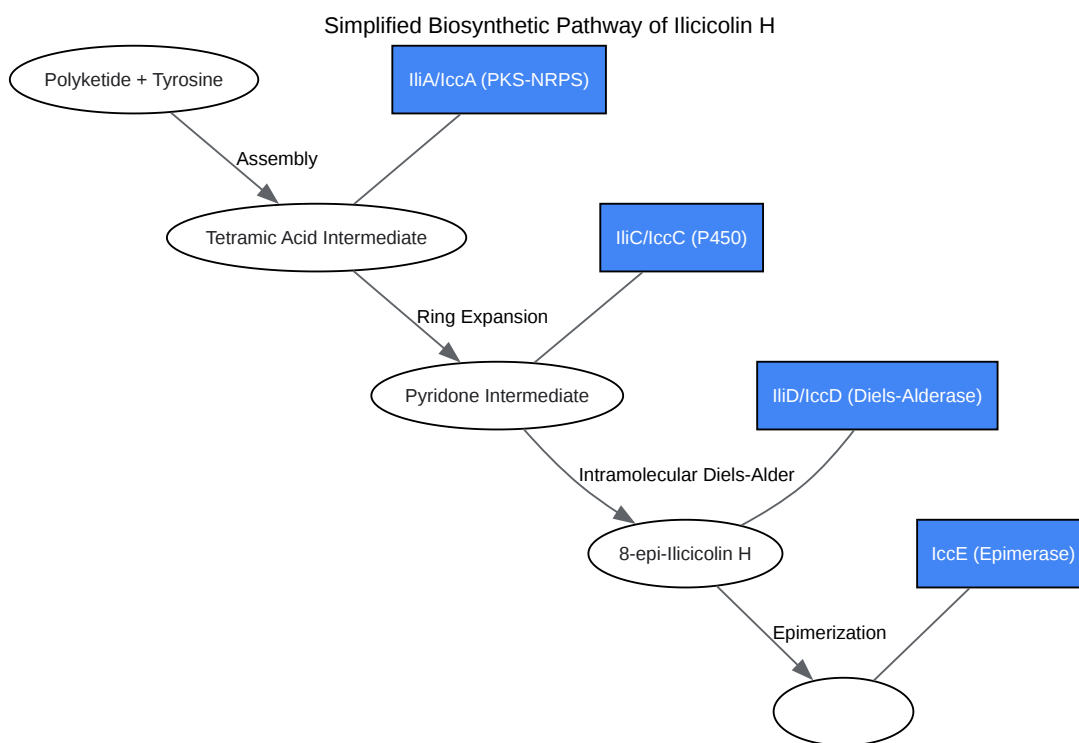 Simplified Biosynthetic Pathway of Ilicicolin H
Polyketide + Tyrosine
IliA/IccA (PKS-NRPS)
Assembly
Tetramic Acid Intermediate
IliC/IccC (P450)
Ring Expansion
Pyridone Intermediate
IliD/IccD (Diels-Alderase)
Intramolecular Diels-Alder
8-epi-Ilicicolin H
IccE (Epimerase)
Epimerization